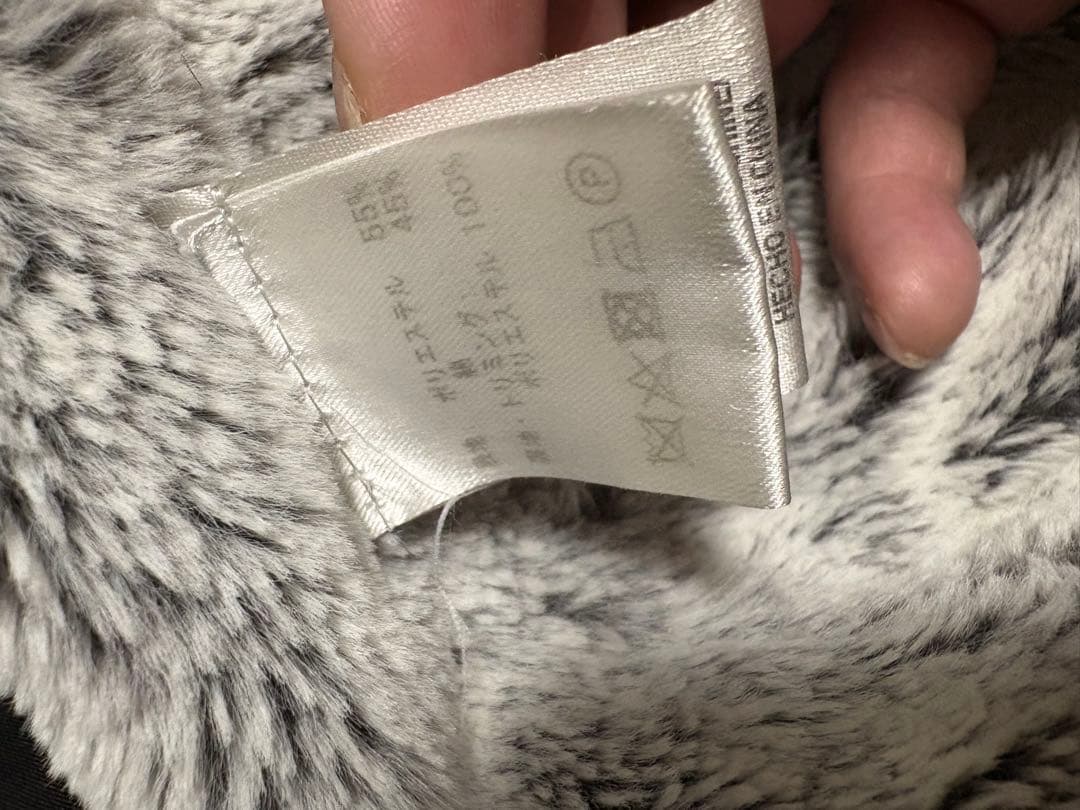 ポリエステル 55%
綿 45%
トリミング
ポリエステル 100%
P
HECHO EN CHINA